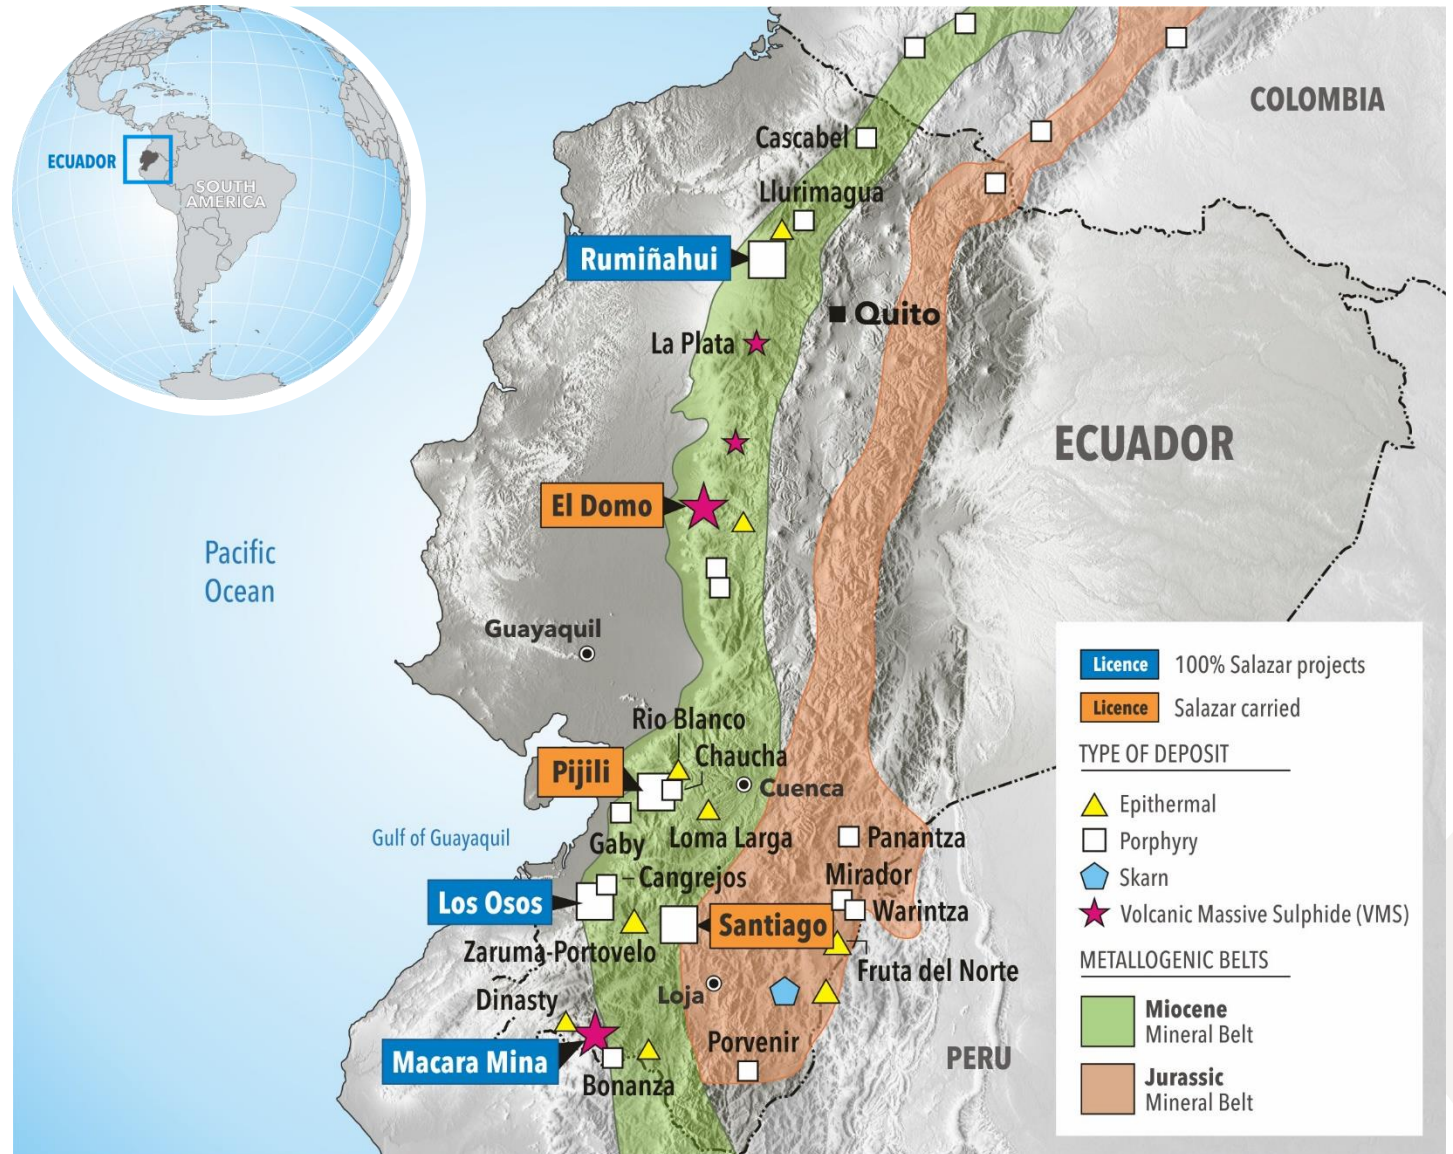 ECUADOR
SOUTH
AMERICA
COLOMBIA
Cascabel
Llurimagua
Rumiñahui
Quito
La Plata
ECUADOR
El Domo
Pacific
Ocean
Guayaquil
Rio Blanco
Chaucha
Pijili
Cuenca
Gaby
Loma Larga
Gulf of Guayaquil
Panantza
Cangrejos
Mirador
Los Osos
Warintza
Santiago
Zaruma-Portovelo
Fruta del Norte
Loja
Dinasty
Porvenir
PERU
Macara Mina
Bonanza
Licence 100% Salazar projects
Licence Salazar carried
TYPE OF DEPOSIT
Epithermal
Porphyry
Skarn
Volcanic Massive Sulphide (VMS)
METALLOGENIC BELTS
Miocene
Mineral Belt
Jurassic
Mineral Belt